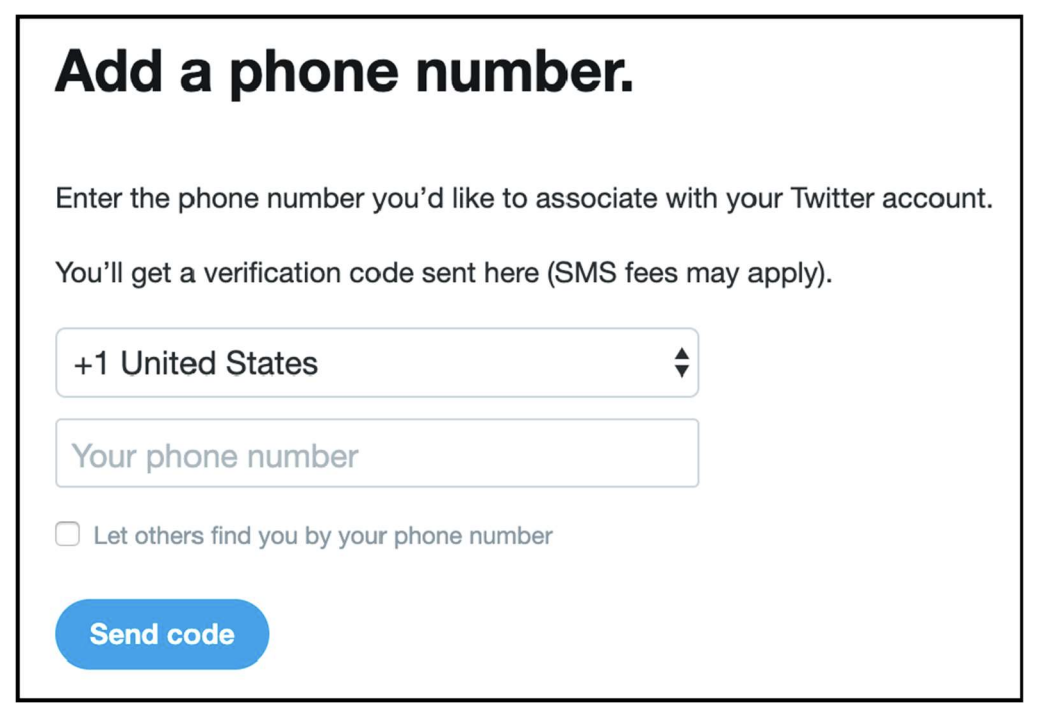 Add a phone number.
Enter the phone number you’d like to associate with your Twitter account.
You’ll get a verification code sent here (SMS fees may apply).
+1 United States
Your phone number
Let others find you by your phone number
Send code